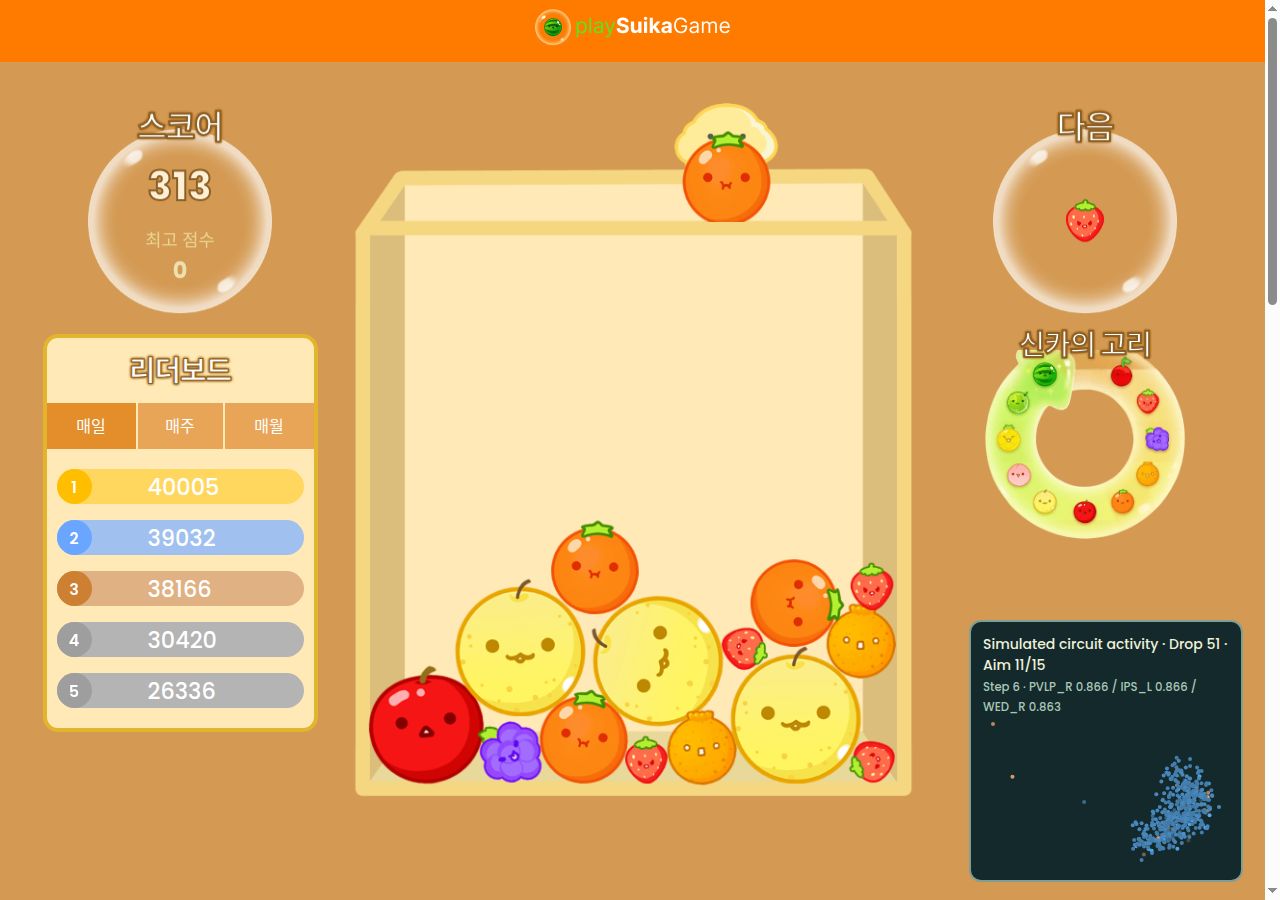 playSuikaGame
스코어
313
최고 점수
0
리더보드
매일 매주 매월
1 40005
2 39032
3 38166
4 30420
5 26336
다음
신카의 고리
Simulated circuit activity · Drop 51 ·
Aim 11/15
Step 6 · PVLP_R 0.866 / IPS_L 0.866 /
WED_R 0.863